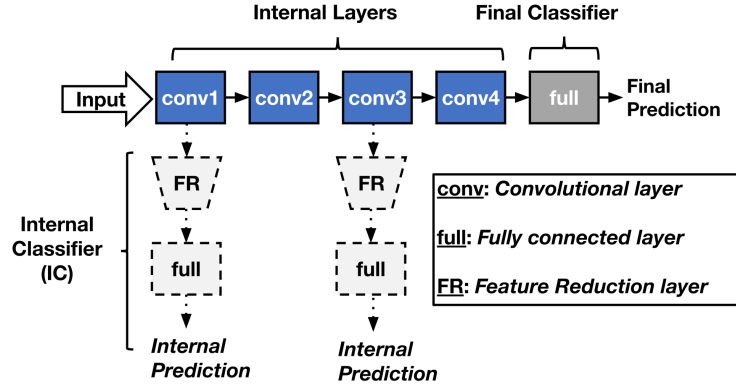 Internal Layers
Final Classifier
Input
conv1
conv2
conv3
conv4
full
Final
Prediction
FR
FR
Internal
Classifier
(IC)
full
full
Internal
Prediction
Internal
Prediction
conv: Convolutional layer
full: Fully connected layer
FR: Feature Reduction layer